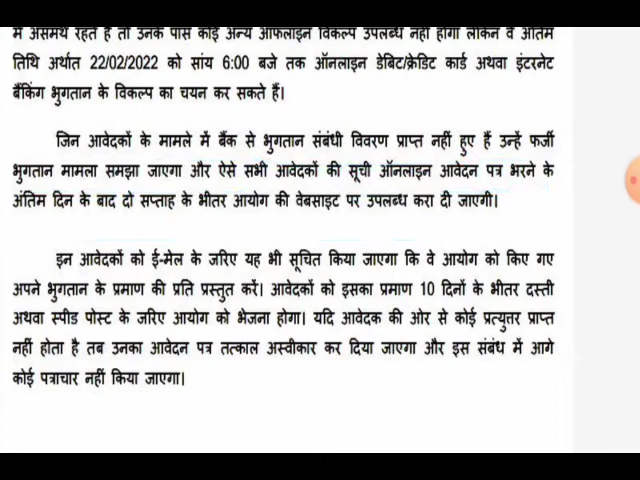 में असमर्थ रहते हैं तो उनके पास कोई अन्य ऑफलाइन विकल्प उपलब्ध नहीं होगा लेकिन वे अंतिम
तिथि अर्थात 22/02/2022 को सांय 6:00 बजे तक ऑनलाइन डेबिट/क्रेडिट कार्ड अथवा इंटरनेट
बैंकिंग भुगतान के विकल्प का चयन कर सकते हैं।
जिन आवेदकों के मामले में बैंक से भुगतान संबंधी विवरण प्राप्त नहीं हुए हैं उन्हें फर्जी
भुगतान मामला समझा जाएगा और ऐसे सभी आवेदकों की सूची ऑनलाइन आवेदन पत्र भरने के
अंतिम दिन के बाद दो सप्ताह के भीतर आयोग की वेबसाइट पर उपलब्ध करा दी जाएगी।
इन आवेदकों को ई-मेल के जरिए यह भी सूचित किया जाएगा कि वे आयोग को किए गए
अपने भुगतान के प्रमाण की प्रति प्रस्तुत करें। आवेदकों को इसका प्रमाण 10 दिनों के भीतर दस्ती
अथवा स्पीड पोस्ट के जरिए आयोग को भेजना होगा। यदि आवेदक की ओर से कोई प्रत्युत्तर प्राप्त
नहीं होता है तब उनका आवेदन पत्र तत्काल अस्वीकार कर दिया जाएगा और इस संबंध में आगे
कोई पत्राचार नहीं किया जाएगा।